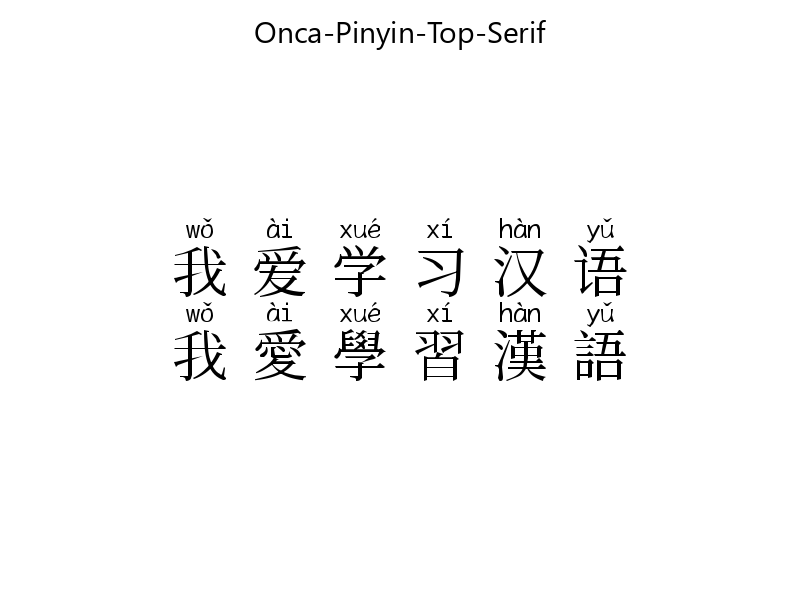 Onca-Pinyin-Top-Serif
wǒ ài xué xí hàn yǔ
我爱学习汉语
wǒ ài xué xí hàn yǔ
我愛學習漢語